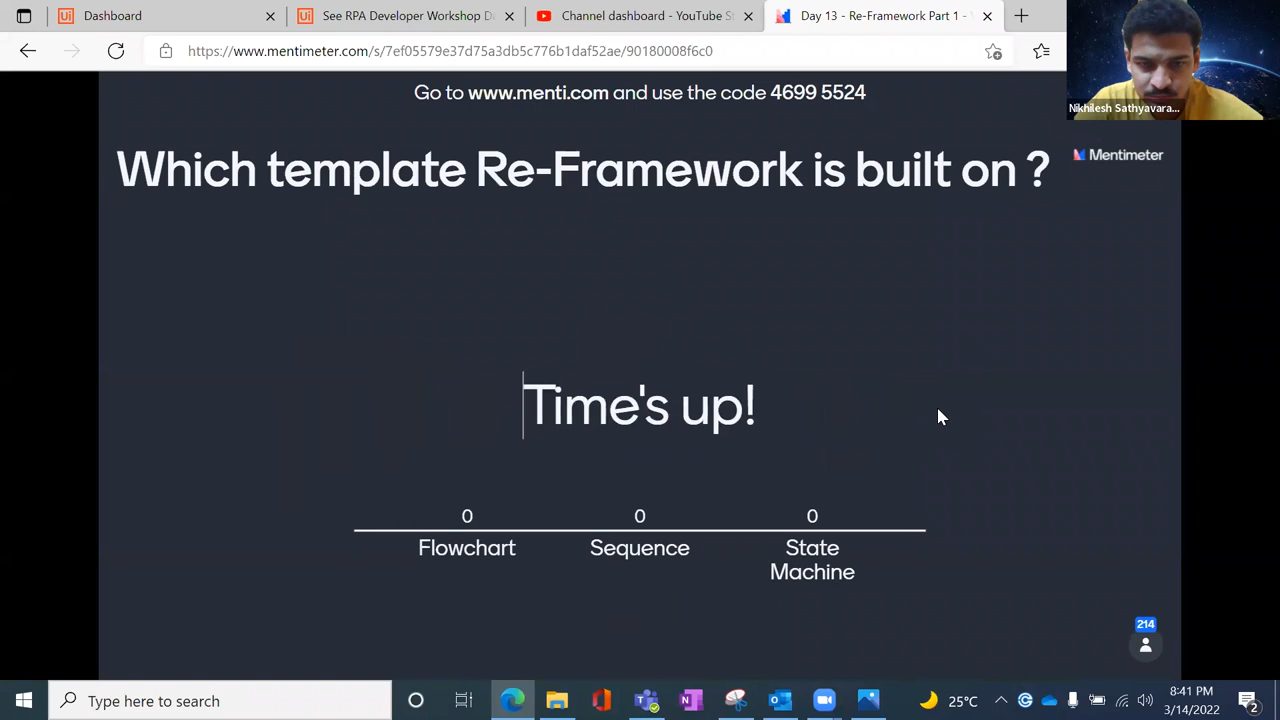 Dashboard
See RPA Developer Workshop D
Channel dashboard - YouTube S
Day 13 - Re-Framework Part 1 -
https://www.mentimeter.com/s/7ef05579e37d75a3db5c776b1daf52ae/90180008f6c0
Nikhilesh Sathyavara...
Go to www.menti.com and use the code 4699 5524
Which template Re-Framework is built on ?
Mentimeter
Time's up!
0 0 0
Flowchart Sequence State
Machine
214
Type here to search
25°C
8:41 PM
3/14/2022
2